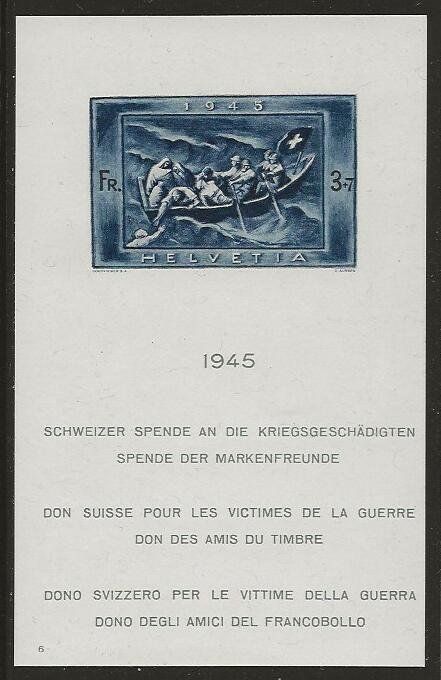 1945
FR. 3+7
HELVETIA
1945
SCHWEIZER SPENDE AN DIE KRIEGSGESCHÄDIGTEN
SPENDE DER MARKENFREUNDE
DON SUISSE POUR LES VICTIMES DE LA GUERRE
DON DES AMIS DU TIMBRE
DONO SVIZZERO PER LE VITTIME DELLA GUERRA
DONO DEGLI AMICI DEL FRANCOBOLLO
6